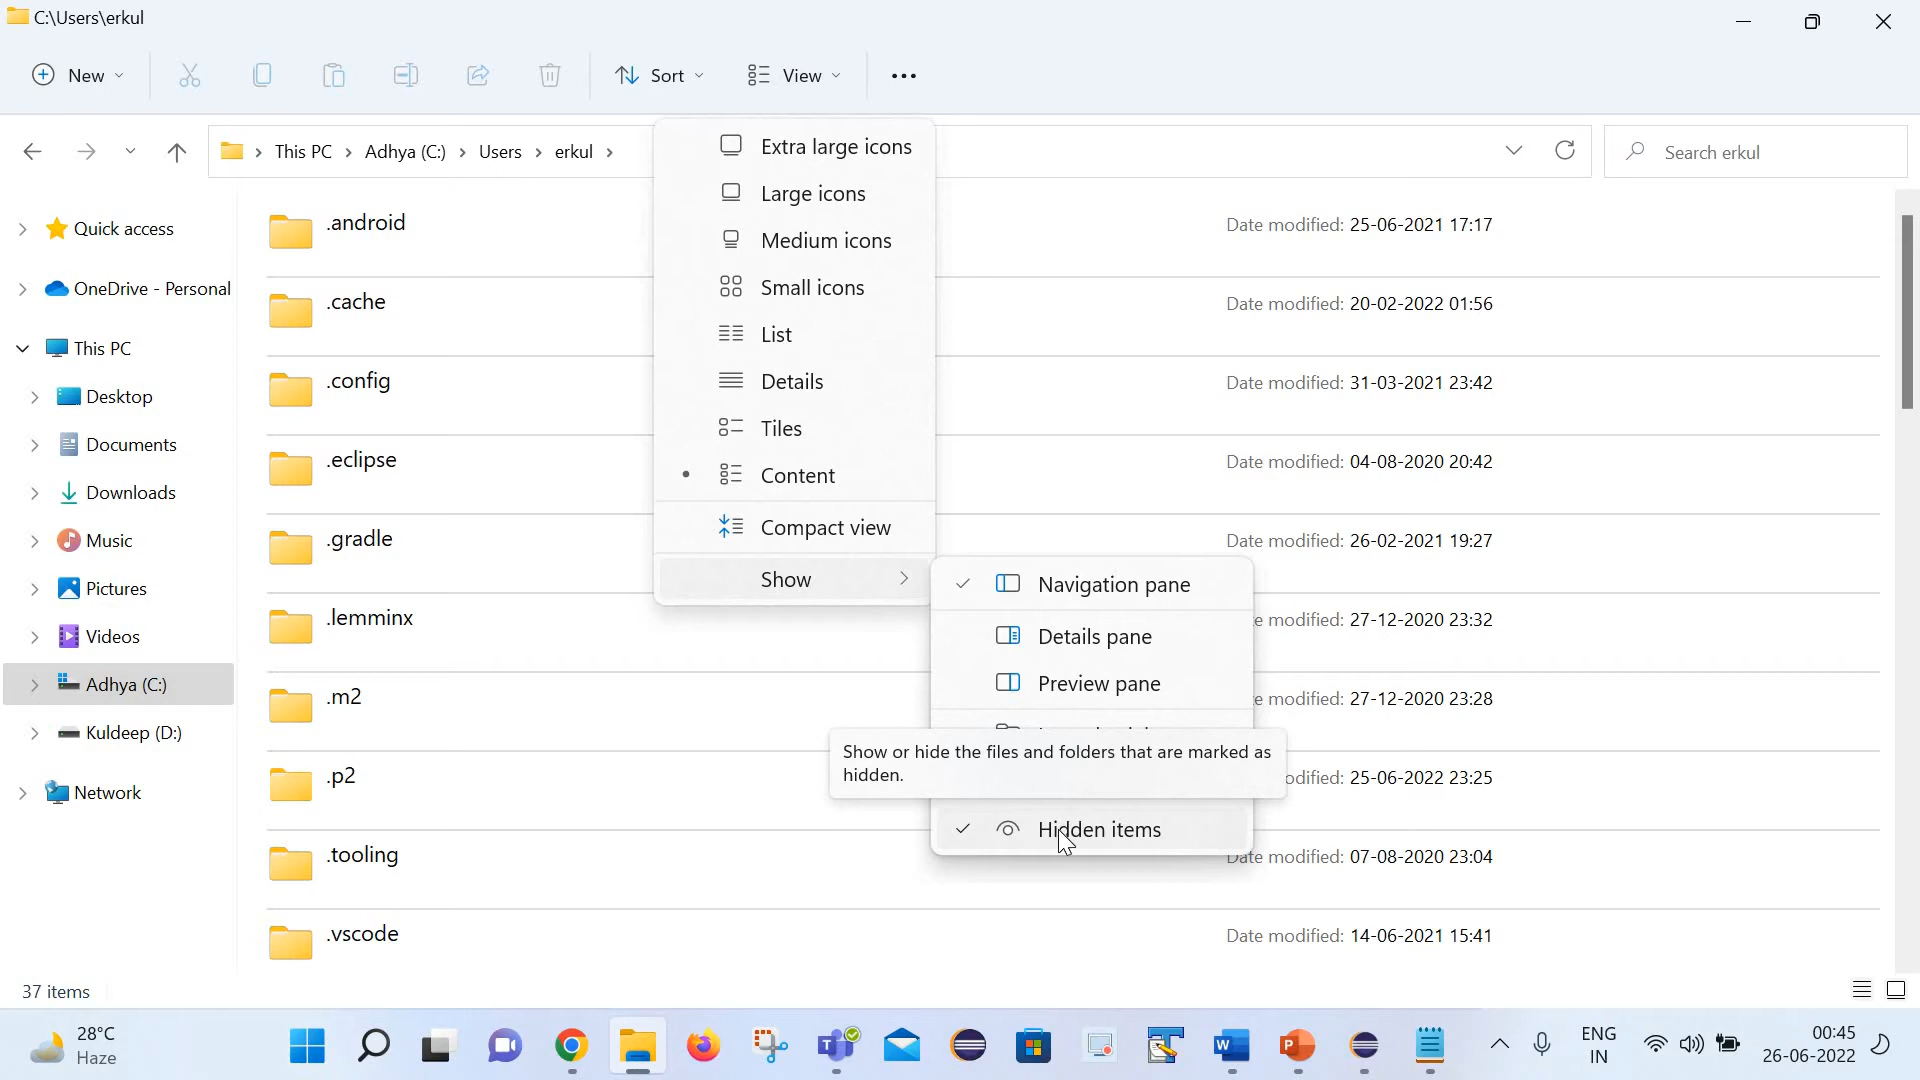 C:\Users\erkul
New
Sort
View
This PC > Adhya (C:) > Users > erkul >
Search erkul
Quick access
OneDrive - Personal
This PC
Desktop
Documents
Downloads
Music
Pictures
Videos
Adhya (C:)
Kuldeep (D:)
Network
.android
Date modified: 25-06-2021 17:17
.cache
Date modified: 20-02-2022 01:56
.config
Date modified: 31-03-2021 23:42
.eclipse
Date modified: 04-08-2020 20:42
.gradle
Date modified: 26-02-2021 19:27
.lemminx
27-12-2020 23:32
.m2
27-12-2020 23:28
.p2
25-06-2022 23:25
.tooling
Date modified: 07-08-2020 23:04
.vscode
Date modified: 14-06-2021 15:41
Extra large icons
Large icons
Medium icons
Small icons
List
Details
Tiles
Content
Compact view
Show
Navigation pane
Details pane
Preview pane
Show or hide the files and folders that are marked as
hidden.
Hidden items
37 items
28°C
Haze
ENG
IN
00:45
26-06-2022